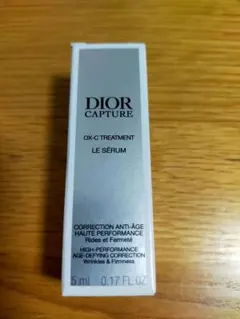 DIOR
CAPTURE
OX-C TREATMENT
LE SÉRUM
CORRECTION ANTI-ÂGE
HAUTE PERFORMANCE
Rides et Fermeté
HIGH-PERFORMANCE
AGE-DEFYING CORRECTION
Wrinkles & Firmness
5 ml 0.17 FL OZ